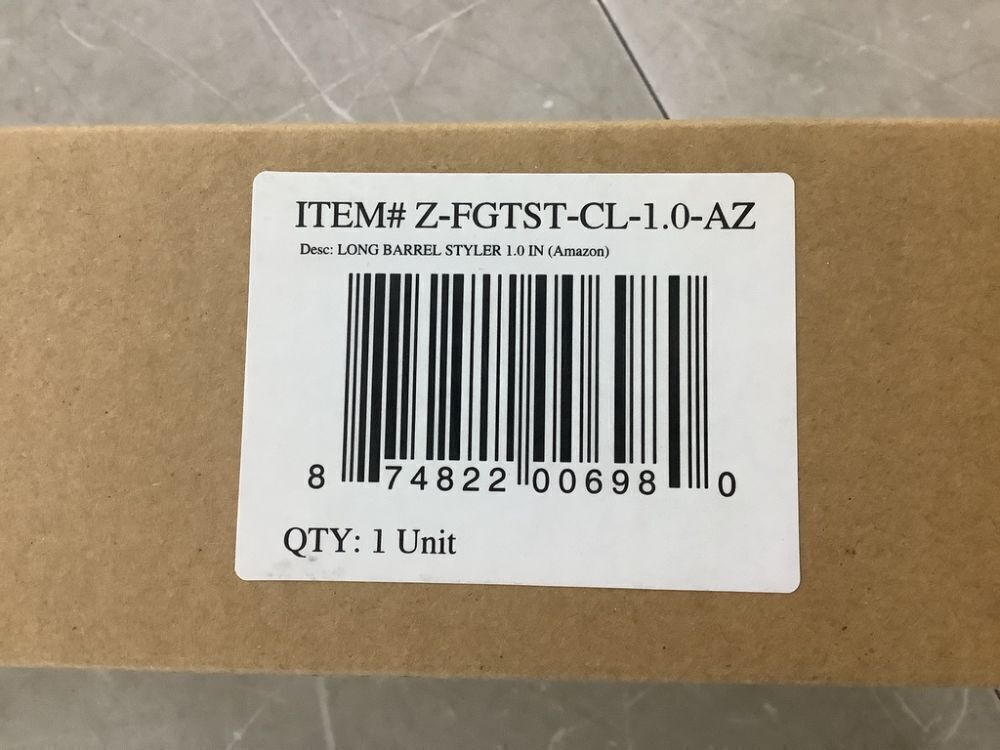 ITEM# Z-FGTST-CL-1.0-AZ
Desc: LONG BARREL STYLER 1.0 IN (Amazon)
8 74822 00698 0
QTY: 1 Unit